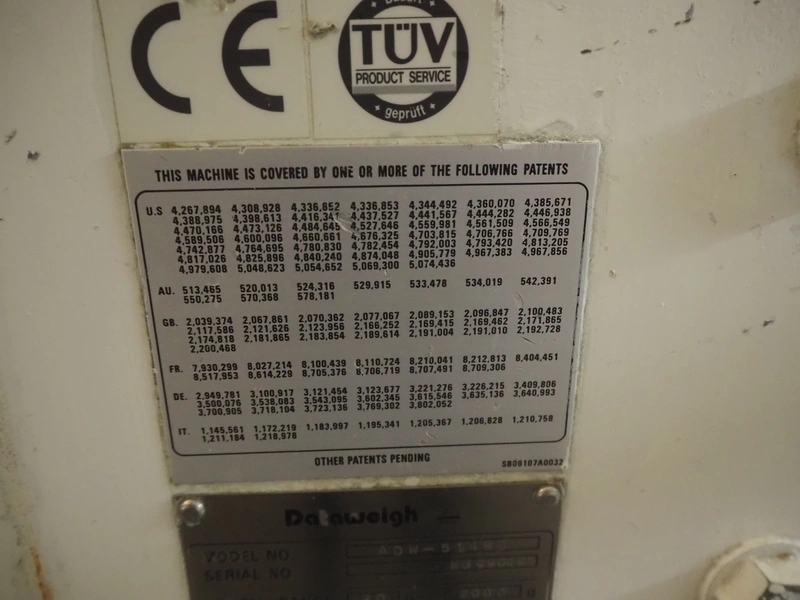 CE
TÜV
PRODUCT SERVICE
geprüft
THIS MACHINE IS COVERED BY ONE OR MORE OF THE FOLLOWING PATENTS
U.S 4,267,894 4,308,928 4,336,852 4,336,853 4,344,492 4,360,070 4,385,671
4,388,975 4,398,613 4,416,341 4,437,527 4,441,567 4,444,282 4,446,938
4,470,166 4,473,126 4,484,645 4,527,646 4,559,981 4,561,509 4,566,549
4,589,506 4,600,096 4,660,661 4,676,325 4,703,815 4,706,766 4,709,769
4,742,877 4,764,695 4,780,830 4,782,454 4,792,003 4,793,420 4,813,205
4,817,026 4,825,896 4,840,240 4,874,048 4,905,779 4,967,383 4,967,856
4,979,608 5,048,623 5,054,652 5,069,300 5,074,436
AU. 513,465 520,013 524,316 529,915 533,478 534,019 542,391
550,275 570,368 578,181
GB. 2,039,374 2,067,861 2,070,362 2,077,067 2,089,153 2,096,847 2,100,483
2,117,586 2,121,626 2,123,956 2,166,252 2,169,415 2,169,462 2,171,865
2,174,818 2,181,865 2,183,854 2,189,614 2,191,004 2,191,010 2,192,728
2,200,468
FR. 7,930,299 8,027,214 8,100,439 8,110,724 8,210,041 8,212,813 8,404,451
8,517,953 8,614,229 8,705,376 8,706,719 8,707,491 8,709,306
DE. 2,949,781 3,100,917 3,121,454 3,123,677 3,221,276 3,226,215 3,409,806
3,500,076 3,538,083 3,543,095 3,602,345 3,615,546 3,635,136 3,640,993
3,700,905 3,718,104 3,723,136 3,769,302 3,802,052
IT. 1,145,561 1,172,219 1,183,997 1,195,341 1,205,367 1,206,828 1,210,758
1,211,184 1,218,978
OTHER PATENTS PENDING
SB09107A0032
Dataweigh
MODEL NO.
SERIAL NO